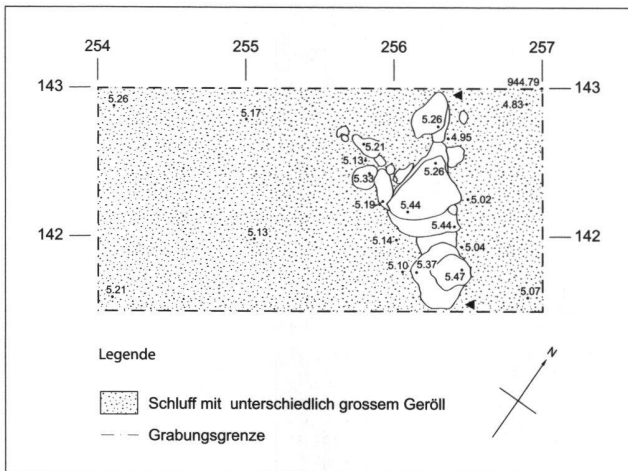 254 255 256 257
143 944.79 143
5.26 4.83
5.17 5.26
4.95
5.21
5.13 5.26
5.33
5.19 5.44 5.02
5.44
142 5.13 5.14 5.04 142
5.10 5.37 5.47
5.21 5.07
Legende
N
Schluff mit unterschiedlich grossem Geröll
Grabungsgrenze